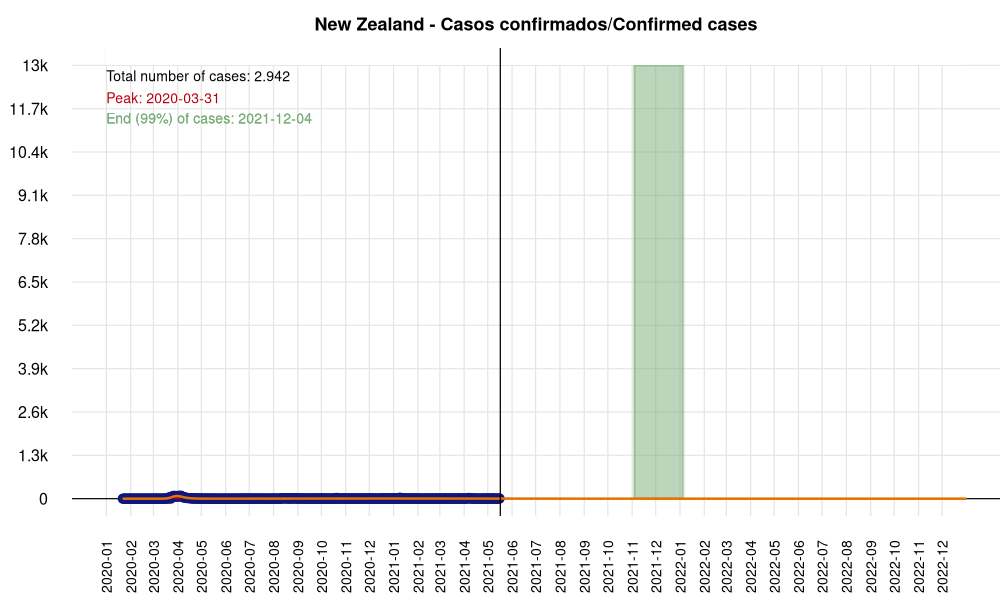 New Zealand - Casos confirmados/Confirmed cases
Total number of cases: 2.942
Peak: 2020-03-31
End (99%) of cases: 2021-12-04
13k
11.7k
10.4k
9.1k
7.8k
6.5k
5.2k
3.9k
2.6k
1.3k
0
2020-01
2020-02
2020-03
2020-04
2020-05
2020-06
2020-07
2020-08
2020-09
2020-10
2020-11
2020-12
2021-01
2021-02
2021-03
2021-04
2021-05
2021-06
2021-07
2021-08
2021-09
2021-10
2021-11
2021-12
2022-01
2022-02
2022-03
2022-04
2022-05
2022-06
2022-07
2022-08
2022-09
2022-10
2022-11
2022-12